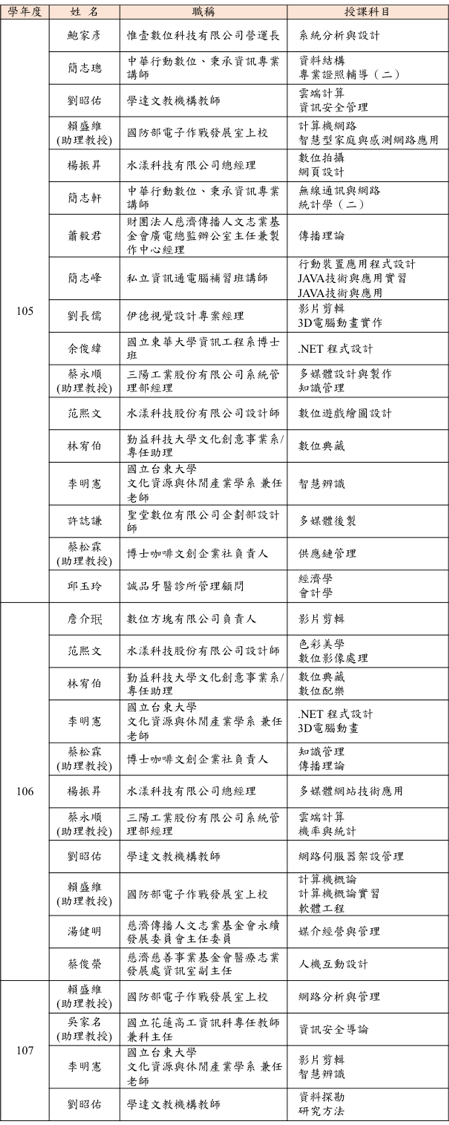 學年度 姓 名 職稱 授課科目
105
鮑家彥 惟壹數位科技有限公司營運長 系統分析與設計
簡志璁 中華行動數位、秉承資訊專業 資料結構
講師 專業證照輔導（二）
劉昭佑 學達文教機構教師 雲端計算
資訊安全管理
賴盛維 國防部電子作戰發展室上校 計算機網路
(助理教授) 智慧型家庭與感測網路應用
楊振昇 水漾科技有限公司總經理 數位拍攝
網頁設計
簡志軒 中華行動數位、秉承資訊專業 無線通訊與網路
講師 統計學（二）
蕭毅君 財團法人慈濟傳播人文志業基
金會廣電總監辦公室主任兼製 傳播理論
作中心經理
簡志峰 私立資訊通電腦補習班講師 行動裝置應用程式設計
JAVA技術與應用實習
JAVA技術與應用
劉長儒 伊德視覺設計專案經理 影片剪輯
3D電腦動畫實作
余俊緯 國立東華大學資訊工程系博士 .NET 程式設計
班
蔡永順 三陽工業股份有限公司系統管 多媒體設計與製作
(助理教授) 理部經理 知識管理
范熙文 水漾科技股份有限公司設計師 數位遊戲繪圖設計
林宥伯 勤益科技大學文化創意事業系/ 數位典藏
專任助理
李明憲 國立台東大學
文化資源與休閒產業學系 兼任 智慧辨識
老師
許誌謙 聖堂數位有限公司企劃部設計 多媒體後製
師
蔡松霖 博士咖啡文創企業社負責人 供應鏈管理
(助理教授)
邱玉玲 誠品牙醫診所管理顧問 經濟學
會計學
106
詹介珉 數位方塊有限公司負責人 影片剪輯
范熙文 水漾科技股份有限公司設計師 色彩美學
數位影像處理
林宥伯 勤益科技大學文化創意事業系/ 數位典藏
專任助理 數位配樂
李明憲 國立台東大學 .NET 程式設計
文化資源與休閒產業學系 兼任 3D電腦動畫
老師
蔡松霖 博士咖啡文創企業社負責人 知識管理
(助理教授) 傳播理論
楊振昇 水漾科技有限公司總經理 多媒體網站技術應用
蔡永順 三陽工業股份有限公司系統管 雲端計算
(助理教授) 理部經理 機率與統計
劉昭佑 學達文教機構教師 網路伺服器架設管理
賴盛維 國防部電子作戰發展室上校 計算機概論
(助理教授) 計算機概論實習
軟體工程
湯健明 慈濟傳播人文志業基金會永續 媒介經營與管理
發展委員會主任委員
蔡俊榮 慈濟慈善事業基金會醫療志業 人機互動設計
發展處資訊室副主任
107
賴盛維 國防部電子作戰發展室上校 網路分析與管理
(助理教授)
吳家名 國立花蓮高工資訊科專任教師 資訊安全導論
(助理教授) 兼科主任
李明憲 國立台東大學 影片剪輯
文化資源與休閒產業學系 兼任 智慧辨識
老師
劉昭佑 學達文教機構教師 資料探勘
研究方法